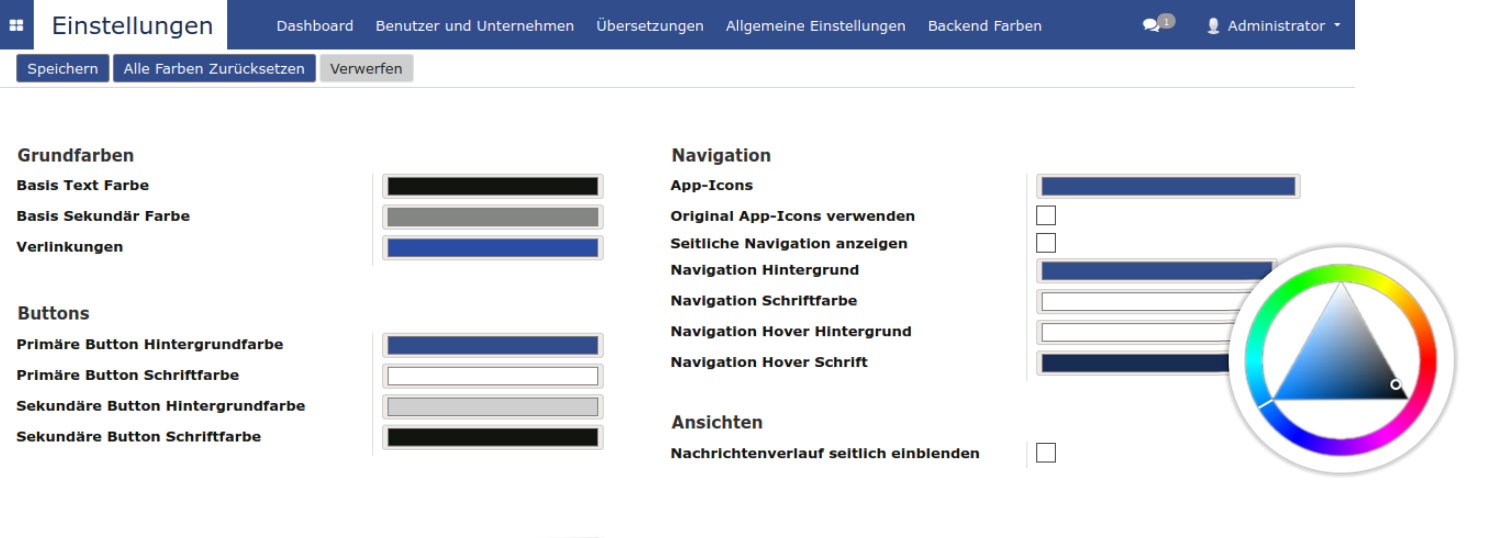 Einstellungen Dashboard Benutzer und Unternehmen Übersetzungen Allgemeine Einstellungen Backend Farben 1 Administrator
Speichern Alle Farben Zurücksetzen Verwerfen
Grundfarben
Basis Text Farbe
Basis Sekundär Farbe
Verlinkungen
Buttons
Primäre Button Hintergrundfarbe
Primäre Button Schriftfarbe
Sekundäre Button Hintergrundfarbe
Sekundäre Button Schriftfarbe
Navigation
App-Icons
Original App-Icons verwenden
Seitliche Navigation anzeigen
Navigation Hintergrund
Navigation Schriftfarbe
Navigation Hover Hintergrund
Navigation Hover Schrift
Ansichten
Nachrichtenverlauf seitlich einblenden